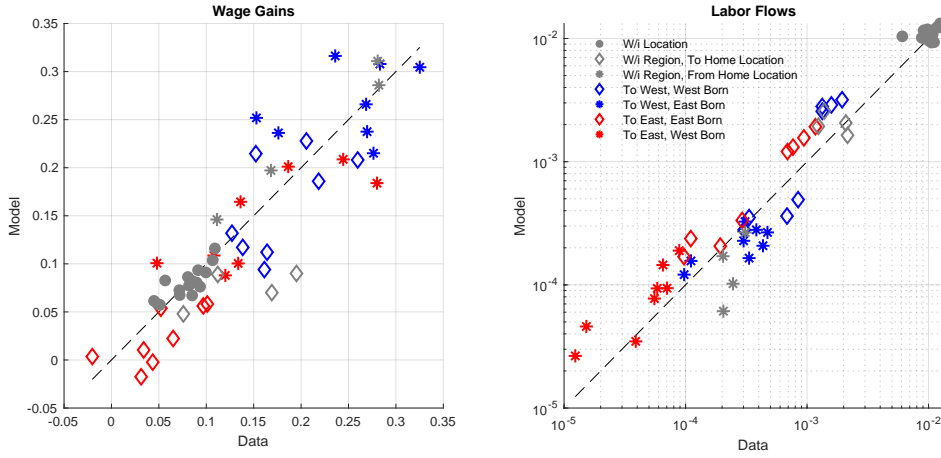 Wage Gains
0.35
0.3
0.25
0.2
0.15
0.1
0.05
0
-0.05
-0.05 0 0.05 0.1 0.15 0.2 0.25 0.3 0.35
Model
Data
Labor Flows
10-2
10-3
10-4
10-5
10-5 10-4 10-3 10-2
Model
Data
W/i Location
W/i Region, To Home Location
W/i Region, From Home Location
To West, West Born
To West, East Born
To East, East Born
To East, West Born